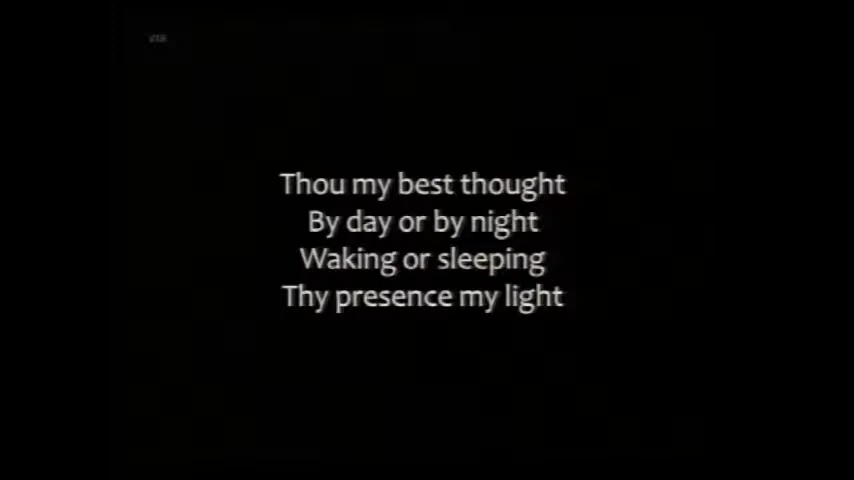 Thou my best thought
By day or by night
Waking or sleeping
Thy presence my light